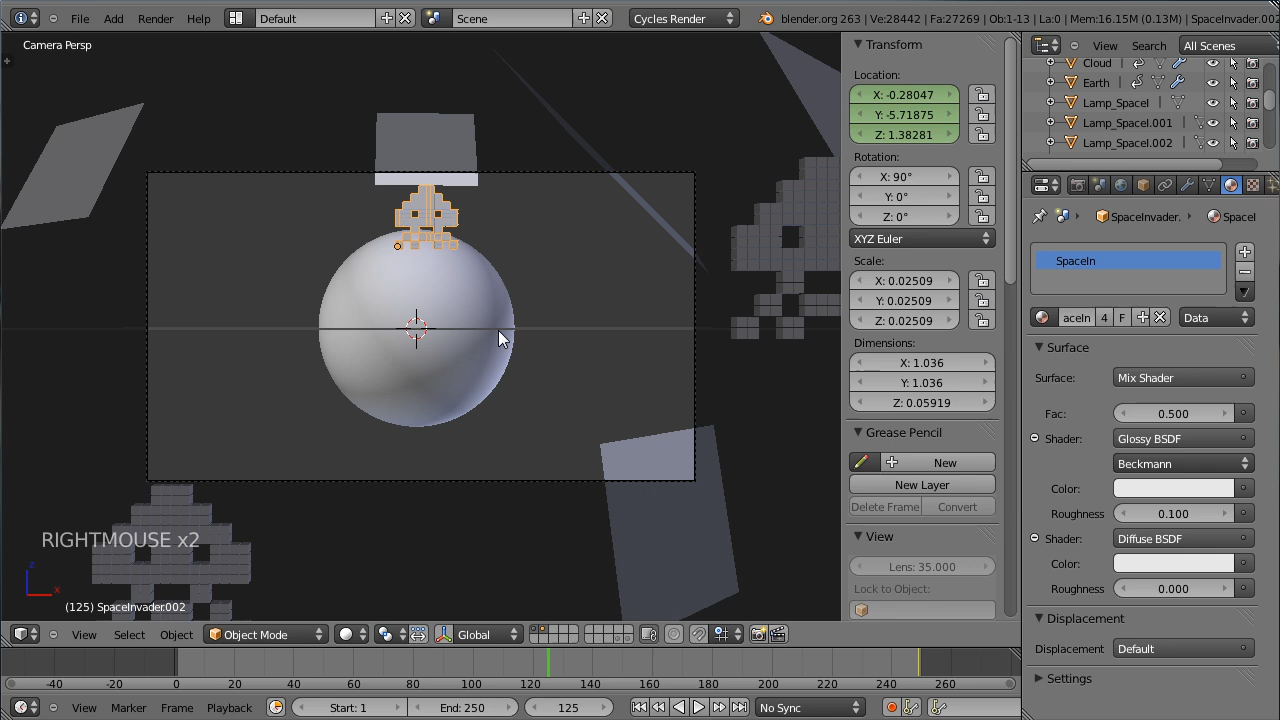 File Add Render Help Default Scene Cycles Render blender.org 263 | Ve:28442 | Fa:27269 | Ob:1-13 | La:0 | Mem:16.15M (0.13M) | SpaceInvader.002
Camera Persp
View Search All Scenes
Cloud
Earth
Lamp_SpaceI
Lamp_SpaceI.001
Lamp_SpaceI.002
Transform
Location:
X: -0.28047
Y: -5.71875
Z: 1.38281
Rotation:
X: 90°
Y: 0°
Z: 0°
XYZ Euler
Scale:
X: 0.02509
Y: 0.02509
Z: 0.02509
Dimensions:
X: 1.036
Y: 1.036
Z: 0.05919
Grease Pencil
New
New Layer
Delete Frame Convert
View
Lens: 35.000
Lock to Object:
SpaceInvader. SpaceI
SpaceIn
aceIn 4 F Data
Surface
Surface: Mix Shader
Fac: 0.500
Shader: Glossy BSDF
Beckmann
Color:
Roughness 0.100
Shader: Diffuse BSDF
Color:
Roughness 0.000
Displacement
Displacement Default
Settings
RIGHTMOUSE x2
z
x
(125) SpaceInvader.002
View Select Object Object Mode Global
-40 -20 0 20 40 60 80 100 120 140 160 180 200 220 240 260
View Marker Frame Playback Start: 1 End: 250 125 No Sync